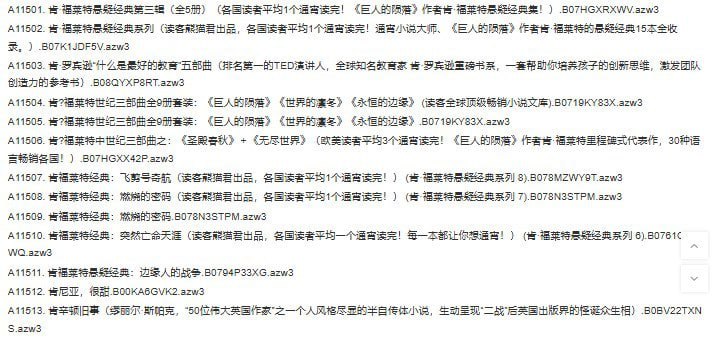 A11501. 肯·福莱特悬疑经典第三辑（全5册）（各国读者平均1个通宵读完！《巨人的陨落》作者肯·福莱特悬疑经典集！）.B07HGXRXWV.azw3
A11502. 肯·福莱特悬疑经典系列（读客熊猫君出品，各国读者平均1个通宵读完！通宵小说大师、《巨人的陨落》作者肯·福莱特的悬疑经典15本全收
录。）.B07K1JDF5V.azw3
A11503. 肯·罗宾逊“什么是最好的教育”五部曲（排名第一的TED演讲人，全球知名教育家 肯·罗宾逊重磅书系，一套帮助你培养孩子的创新思维，激发团队
创造力的参考书）.B08QYXP8RT.azw3
A11504. 肯?福莱特世纪三部曲全9册套装：《巨人的陨落》《世界的凛冬》《永恒的边缘》 (读客全球顶级畅销小说文库).B0719KY83X.azw3
A11505. 肯?福莱特世纪三部曲全9册套装：《巨人的陨落》《世界的凛冬》《永恒的边缘》.B0719KY83X.azw3
A11506. 肯?福莱特中世纪三部曲之：《圣殿春秋》+《无尽世界》（欧美读者平均3个通宵读完！《巨人的陨落》作者肯·福莱特里程碑式代表作，30种语
言畅销各国！）.B07HGXX42P.azw3
A11507. 肯福莱特经典：飞剪号奇航（读客熊猫君出品，各国读者平均1个通宵读完！） (肯·福莱特悬疑经典系列 8).B078MZWY9T.azw3
A11508. 肯福莱特经典：燃烧的密码（读客熊猫君出品，各国读者平均1个通宵读完！） (肯·福莱特悬疑经典系列 7).B078N3STPM.azw3
A11509. 肯福莱特经典：燃烧的密码.B078N3STPM.azw3
A11510. 肯福莱特经典：突然亡命天涯（读客熊猫君出品，各国读者平均一个通宵读完！每一本都让你想通宵！） (肯·福莱特悬疑经典系列 6).B0761
WQ.azw3
A11511. 肯福莱特悬疑经典：边缘人的战争.B0794P33XG.azw3
A11512. 肯尼亚，很甜.B00KA6GVK2.azw3
A11513. 肯辛顿旧事（缪丽尔·斯帕克，“50位伟大英国作家”之一个人风格尽显的半自传体小说，生动呈现“二战”后英国出版界的怪诞众生相）.B0BV22TXN
S.azw3